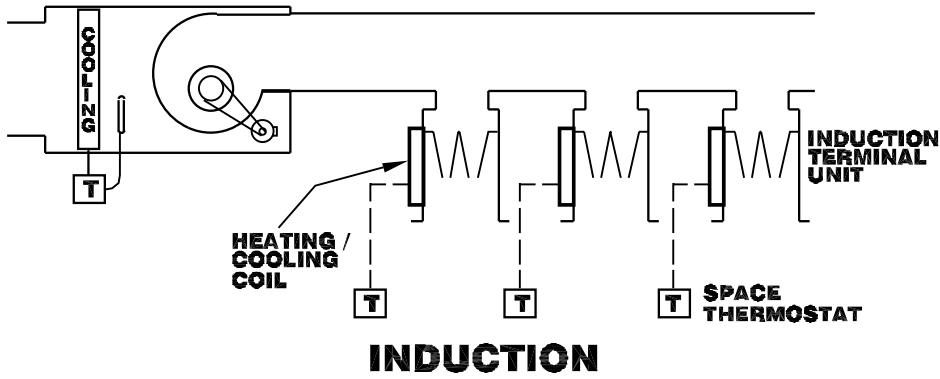 COOLING
T
INDUCTION
TERMINAL
UNIT
HEATING /
COOLING
COIL
T
T
T
SPACE
THERMOSTAT
INDUCTION